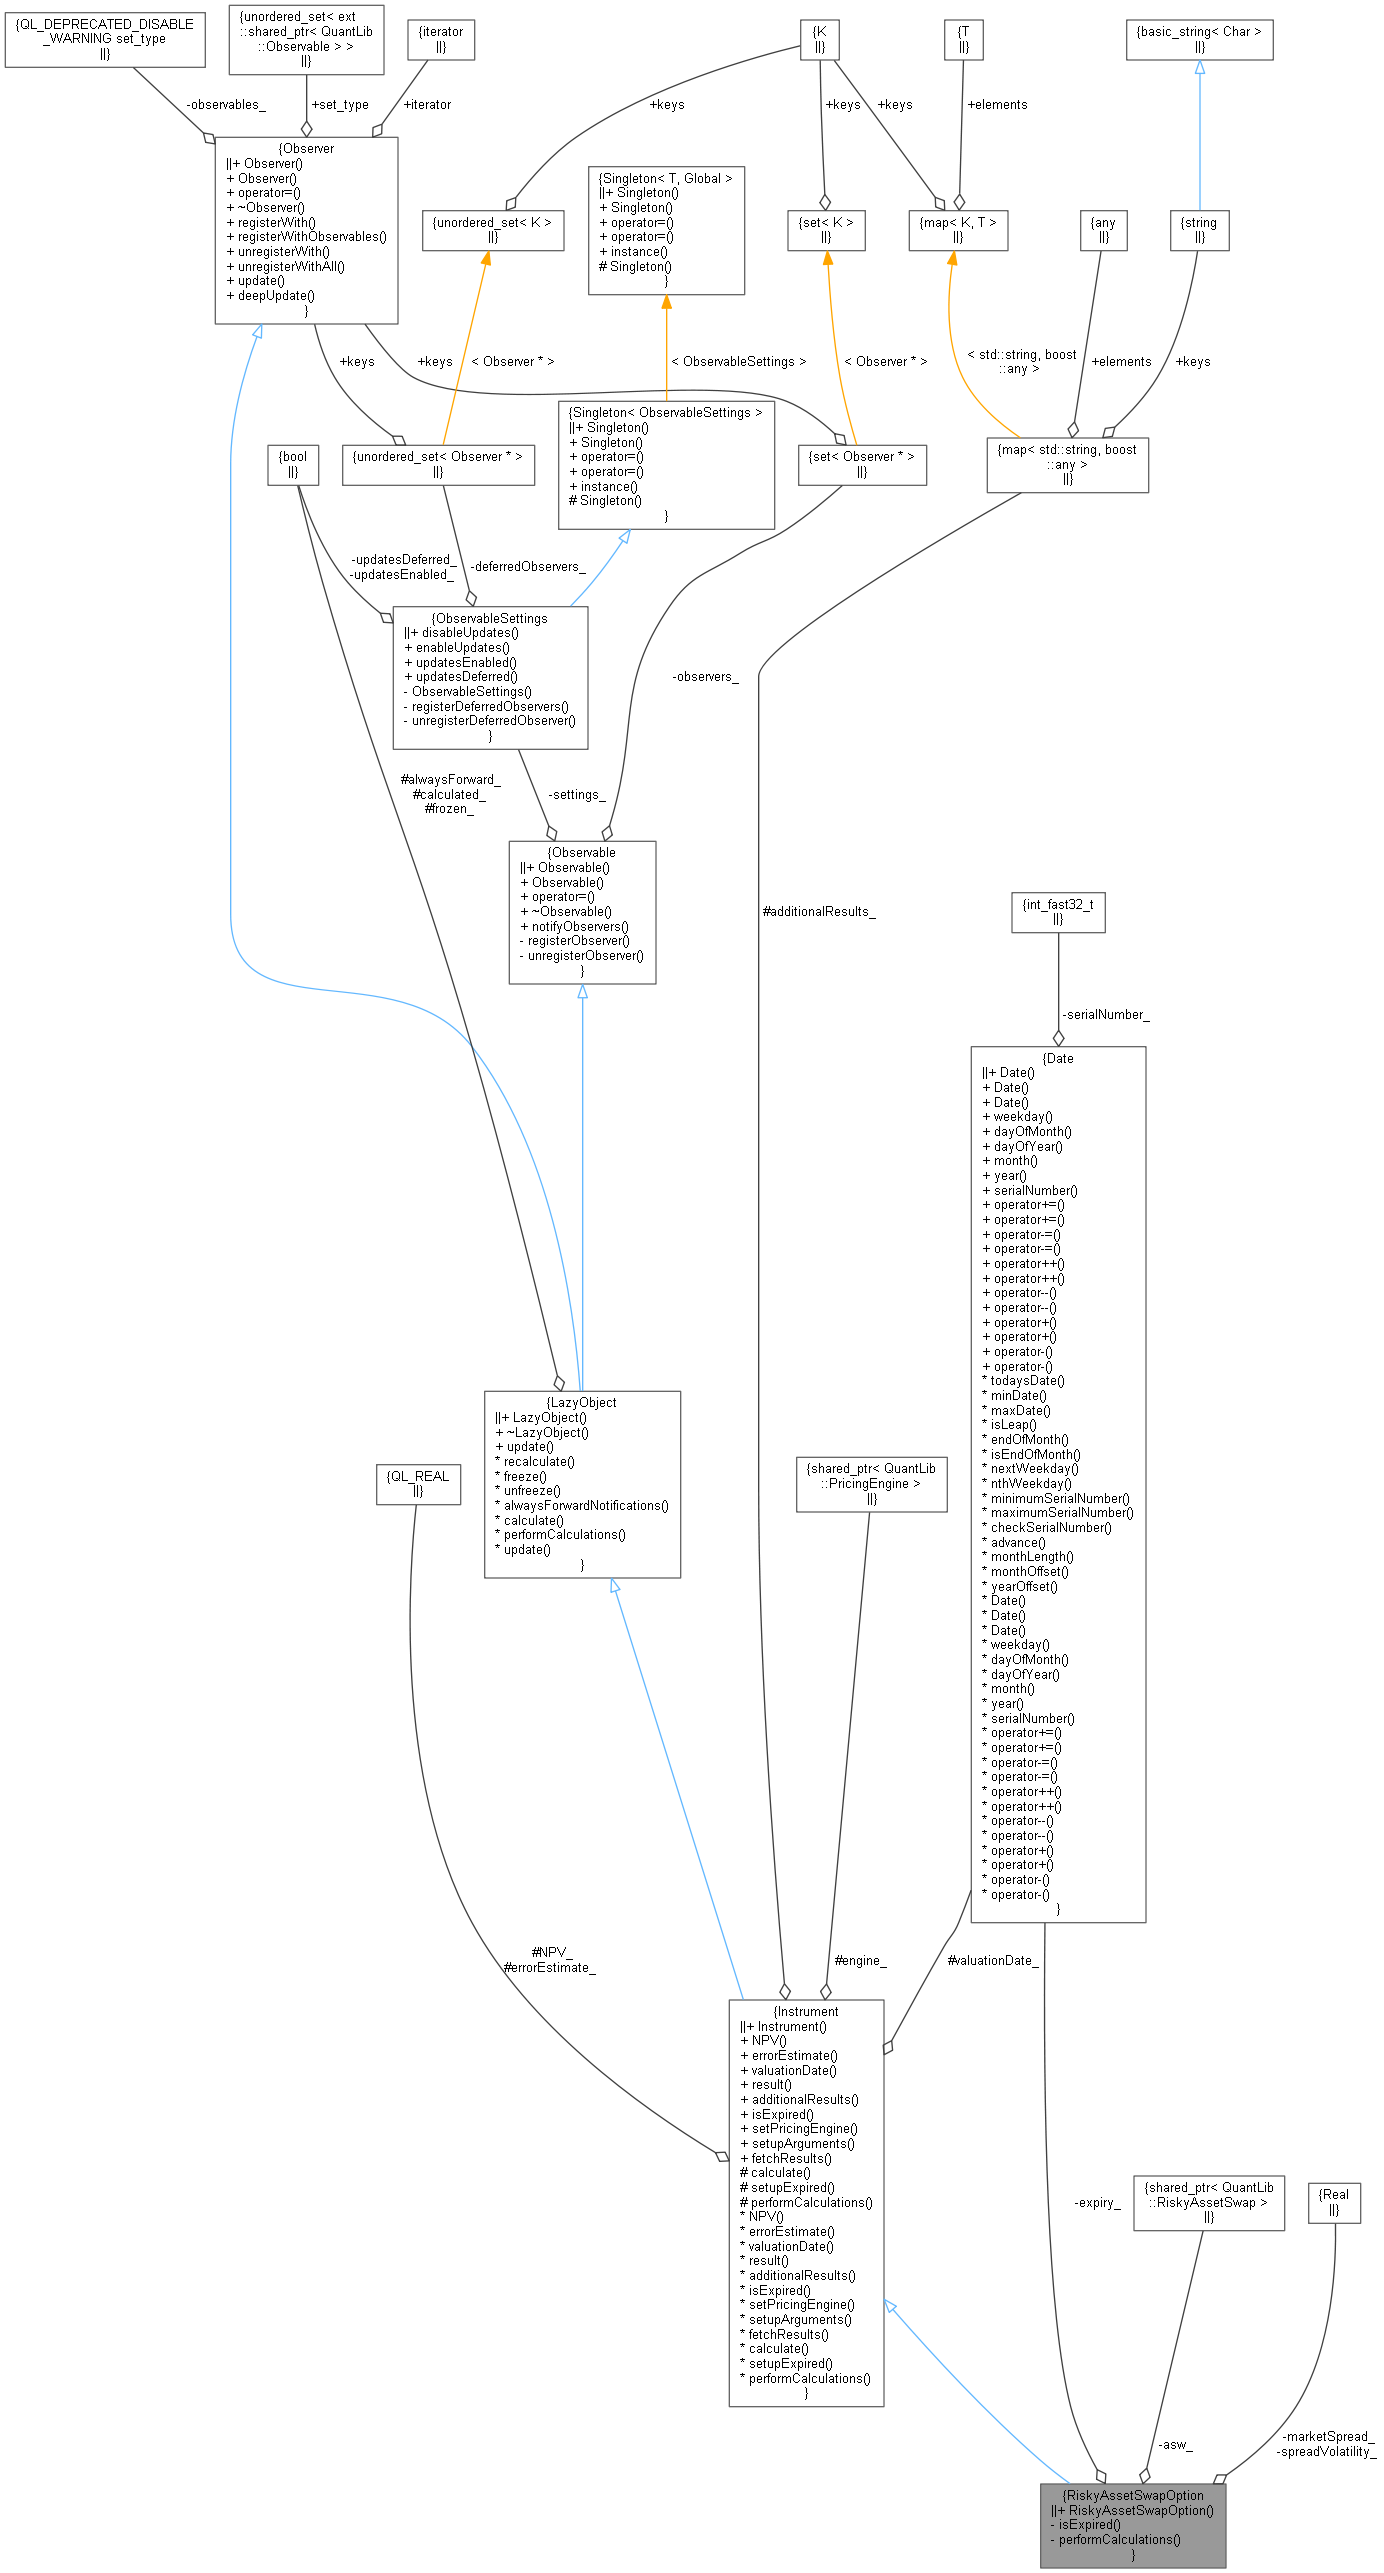 {QL_DEPRECATED_DISABLE
_WARNING set_type
||}
{unordered_set< ext
::shared_ptr< QuantLib
::Observable > >
||}
{iterator
||}
{K
||}
{T
||}
{basic_string< Char >
||}
-observables_
+set_type
+iterator
+keys
+keys
+keys
+elements
{Observer
||+ Observer()
+ Observer()
+ operator=()
+ ~Observer()
+ registerWith()
+ registerWithObservables()
+ unregisterWith()
+ unregisterWithAll()
+ update()
+ deepUpdate()
}
{unordered_set< K >
||}
{Singleton< T, Global >
||+ Singleton()
+ Singleton()
+ operator=()
+ operator=()
+ instance()
# Singleton()
}
{set< K >
||}
{map< K, T >
||}
{any
||}
{string
||}
+keys
+keys
< Observer * >
< ObservableSettings >
< Observer * >
< std::string, boost
::any >
+elements
+keys
{bool
||}
{unordered_set< Observer * >
||}
{Singleton< ObservableSettings >
||+ Singleton()
+ Singleton()
+ operator=()
+ operator=()
+ instance()
# Singleton()
}
{set< Observer * >
||}
{map< std::string, boost
::any >
||}
-updatesDeferred_
-updatesEnabled_
-deferredObservers_
{ObservableSettings
||+ disableUpdates()
+ enableUpdates()
+ updatesEnabled()
+ updatesDeferred()
- ObservableSettings()
- registerDeferredObservers()
- unregisterDeferredObserver()
}
-observers_
#alwaysForward_
#calculated_
#frozen_
-settings_
{Observable
||+ Observable()
+ Observable()
+ operator=()
+ ~Observable()
+ notifyObservers()
- registerObserver()
- unregisterObserver()
}
#additionalResults_
{int_fast32_t
||}
-serialNumber_
{Date
||+ Date()
+ Date()
+ Date()
+ weekday()
+ dayOfMonth()
+ dayOfYear()
+ month()
+ year()
+ serialNumber()
+ operator+=()
+ operator+=()
+ operator-=()
+ operator-=()
+ operator++()
+ operator++()
+ operator--()
+ operator--()
+ operator+()
+ operator+()
+ operator-()
+ operator-()
* todaysDate()
* minDate()
* maxDate()
* isLeap()
* endOfMonth()
* isEndOfMonth()
* nextWeekday()
* nthWeekday()
* minimumSerialNumber()
* maximumSerialNumber()
* checkSerialNumber()
* advance()
* monthLength()
* monthOffset()
* yearOffset()
* Date()
* Date()
* Date()
* weekday()
* dayOfMonth()
* dayOfYear()
* month()
* year()
* serialNumber()
* operator+=()
* operator+=()
* operator-=()
* operator-=()
* operator++()
* operator++()
* operator--()
* operator--()
* operator+()
* operator+()
* operator-()
* operator-()
}
{LazyObject
||+ LazyObject()
+ ~LazyObject()
+ update()
* recalculate()
* freeze()
* unfreeze()
* alwaysForwardNotifications()
* calculate()
* performCalculations()
* update()
}
{QL_REAL
||}
{shared_ptr< QuantLib
::PricingEngine >
||}
#NPV_
#errorEstimate_
#engine_
#valuationDate_
{Instrument
||+ Instrument()
+ NPV()
+ errorEstimate()
+ valuationDate()
+ result()
+ additionalResults()
+ isExpired()
+ setPricingEngine()
+ setupArguments()
+ fetchResults()
# calculate()
# setupExpired()
# performCalculations()
* NPV()
* errorEstimate()
* valuationDate()
* result()
* additionalResults()
* isExpired()
* setPricingEngine()
* setupArguments()
* fetchResults()
* calculate()
* setupExpired()
* performCalculations()
}
-expiry_
{shared_ptr< QuantLib
::RiskyAssetSwap >
||}
{Real
||}
-asw_
-marketSpread_
-spreadVolatility_
{RiskyAssetSwapOption
||+ RiskyAssetSwapOption()
- isExpired()
- performCalculations()
}